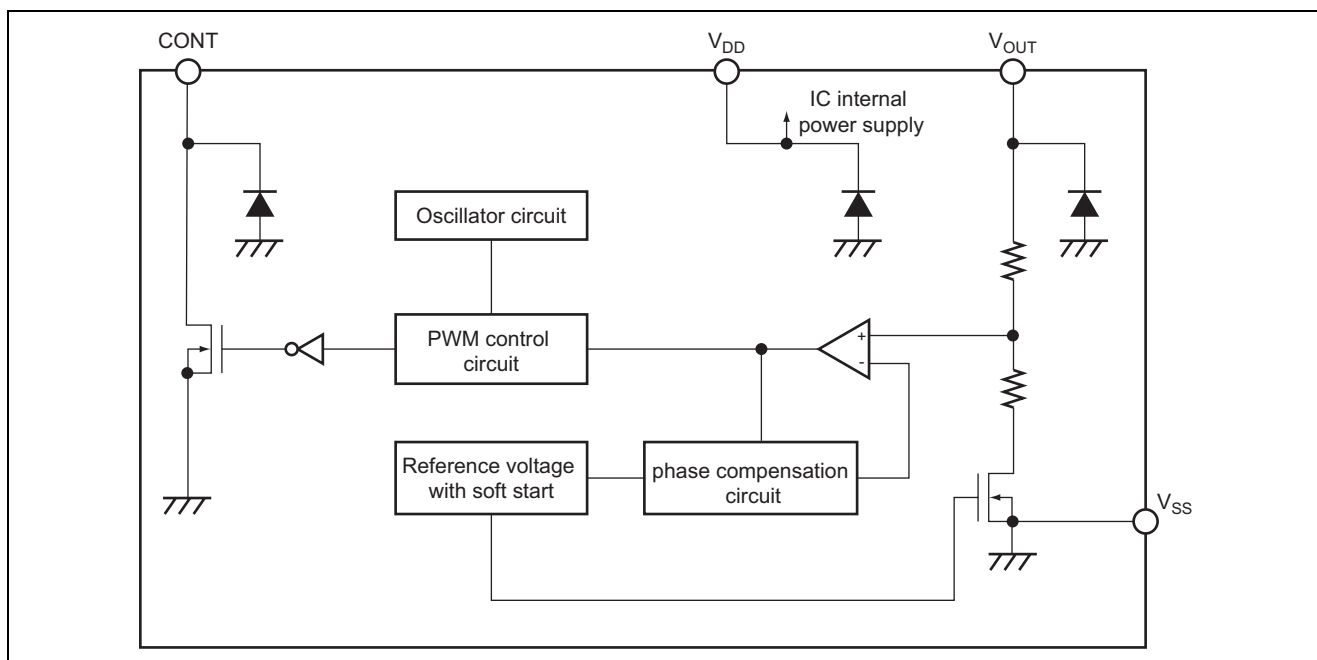 CONT
VDD
VOUT
IC internal
power supply
Oscillator circuit
PWM control
circuit
+
-
Reference voltage
with soft start
phase compensation
circuit
VSS